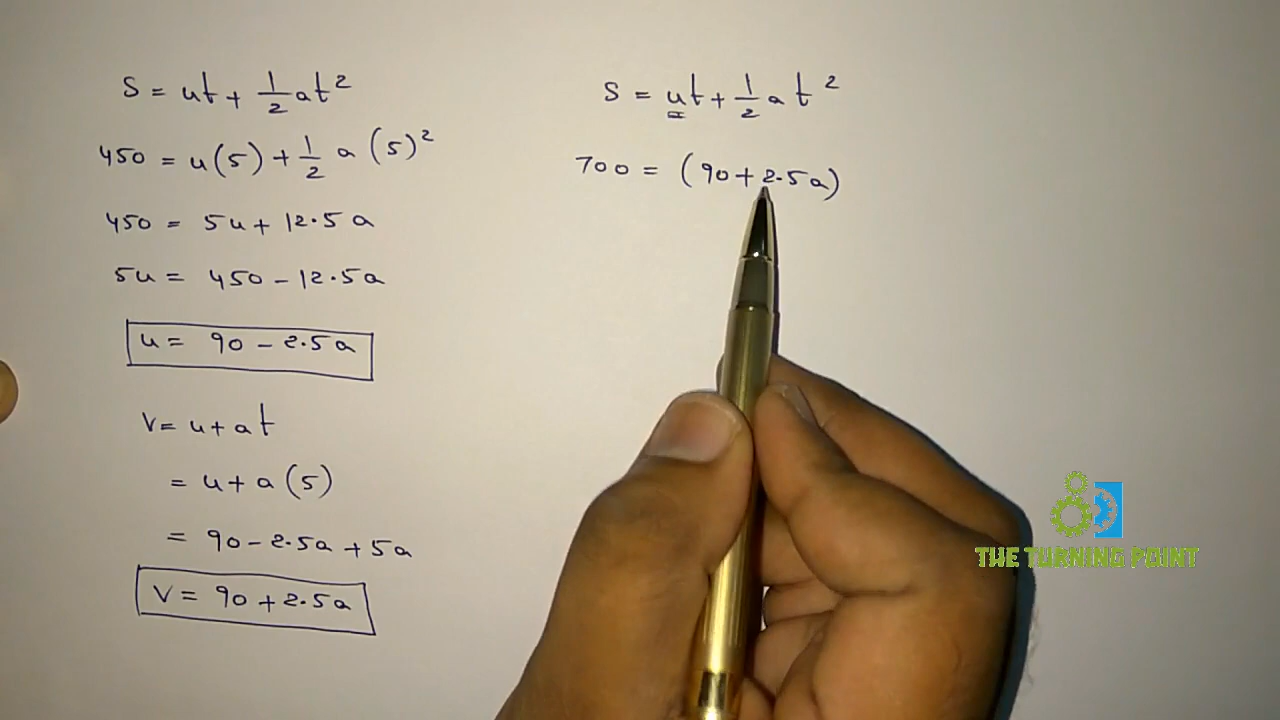 S = ut + 1/2 at²
450 = u(5) + 1/2 a (5)²
450 = 5u + 12.5a
5u = 450 - 12.5a
u = 90 - 2.5a
V = u + at
= u + a(5)
= 90 - 2.5a + 5a
V = 90 + 2.5a
S = ut + 1/2 at²
700 = (90 + 2.5a)
THE TURNING POINT